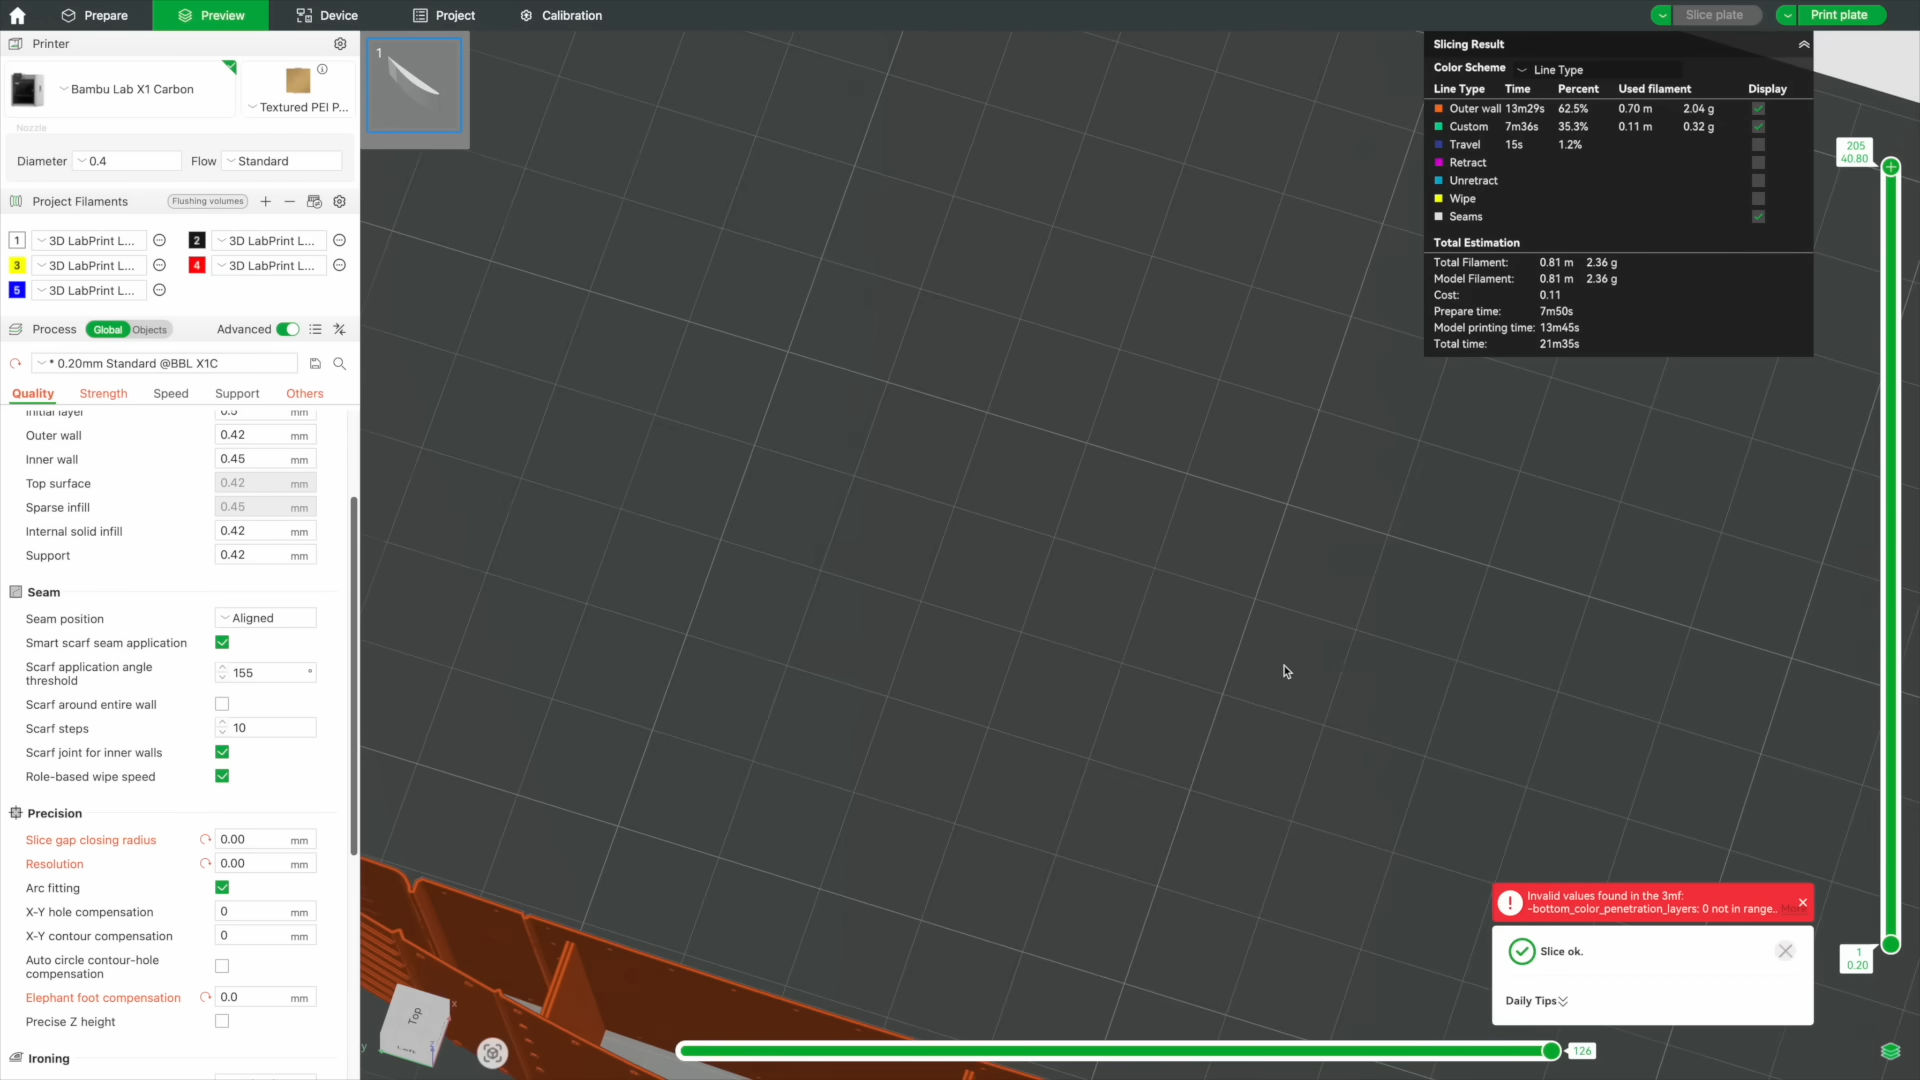 Prepare
Preview
Device
Project
Calibration
Slice plate
Print plate
Printer
Bambu Lab X1 Carbon
Textured PEI P...
Nozzle
Diameter
0.4
Flow
Standard
Project Filaments
Flushing volumes
1 3D LabPrint L...
2 3D LabPrint L...
3 3D LabPrint L...
4 3D LabPrint L...
5 3D LabPrint L...
Process
Global
Objects
Advanced
* 0.20mm Standard @BBL X1C
Quality
Strength
Speed
Support
Others
Initial layer 0.5 mm
Outer wall 0.42 mm
Inner wall 0.45 mm
Top surface 0.42 mm
Sparse infill 0.45 mm
Internal solid infill 0.42 mm
Support 0.42 mm
Seam
Seam position Aligned
Smart scarf seam application
Scarf application angle
threshold
155 °
Scarf around entire wall
Scarf steps 10
Scarf joint for inner walls
Role-based wipe speed
Precision
Slice gap closing radius 0.00 mm
Resolution 0.00 mm
Arc fitting
X-Y hole compensation 0 mm
X-Y contour compensation 0 mm
Auto circle contour-hole
compensation
Elephant foot compensation 0.0 mm
Precise Z height
Ironing
1
Slicing Result
Color Scheme Line Type
Line Type Time Percent Used filament Display
Outer wall 13m29s 62.5% 0.70 m 2.04 g
Custom 7m36s 35.3% 0.11 m 0.32 g
Travel 15s 1.2%
Retract
Unretract
Wipe
Seams
Total Estimation
Total Filament: 0.81 m 2.36 g
Model Filament: 0.81 m 2.36 g
Cost: 0.11
Prepare time: 7m50s
Model printing time: 13m45s
Total time: 21m35s
205
40.80
1
0.20
Invalid values found in the 3mf:
-bottom_color_penetration_layers: 0 not in range.. More
Slice ok.
Daily Tips
126
Top
Left
x
y
z